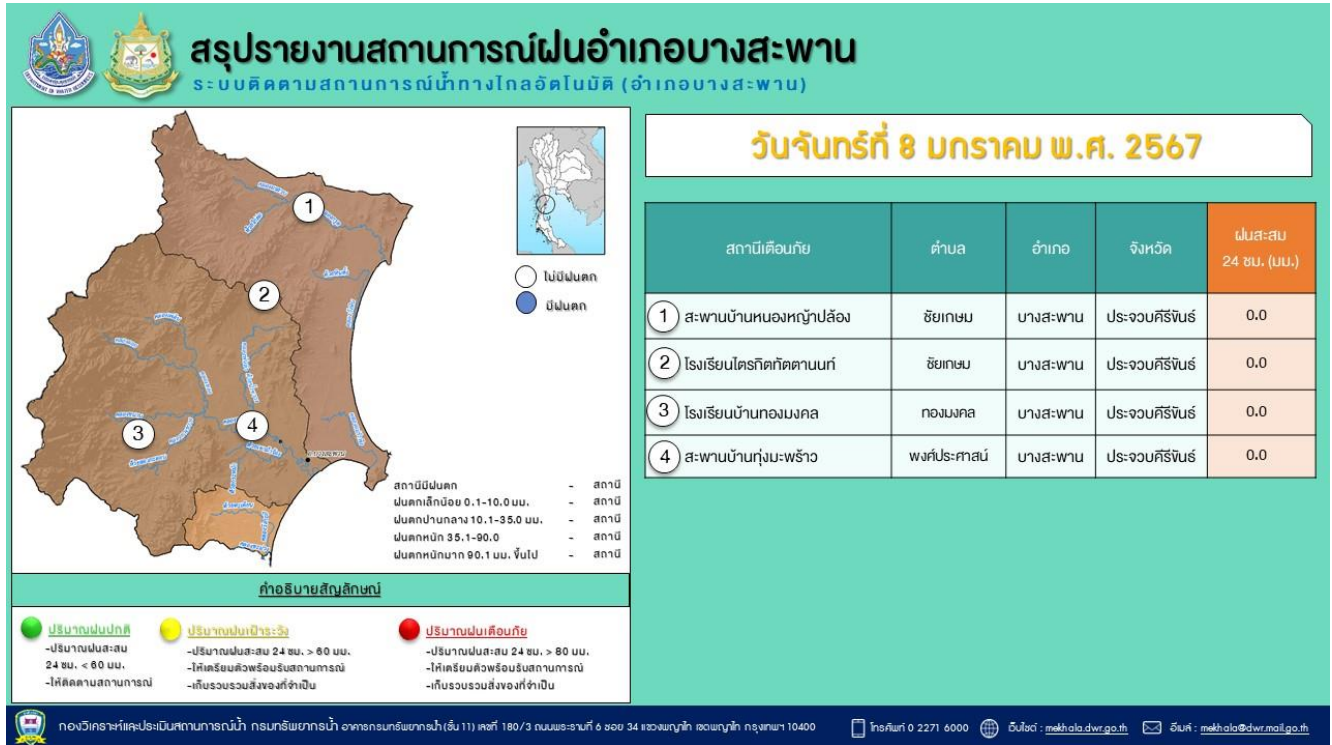 สรุปรายงานสถานการณ์ฝนอำเภอบางสะพาน
ระบบติดตามสถานการณ์น้ำทางไกลอัตโนมัติ (อำเภอบางสะพาน)
วันจันทร์ที่ 8 มกราคม พ.ศ. 2567
1
2
3
4
ไม่มีฝนตก
มีฝนตก
สถานีมีฝนตก - สถานี
ฝนตกเล็กน้อย 0.1-10.0 มม. - สถานี
ฝนตกปานกลาง 10.1-35.0 มม. - สถานี
ฝนตกหนัก 35.1-90.0 - สถานี
ฝนตกหนักมาก 90.1 มม. ขึ้นไป - สถานี
สถานีเตือนภัย ตำบล อำเภอ จังหวัด ฝนสะสม 24 ชม. (มม.)
1 สะพานบ้านหนองหญ้าปล้อง ชัยเกษม บางสะพาน ประจวบคีรีขันธ์ 0.0
2 โรงเรียนไตรกิตทัตตานนท์ ชัยเกษม บางสะพาน ประจวบคีรีขันธ์ 0.0
3 โรงเรียนบ้านทองมงคล ทองมงคล บางสะพาน ประจวบคีรีขันธ์ 0.0
4 สะพานบ้านทุ่งมะพร้าว พงศ์ประศาสน์ บางสะพาน ประจวบคีรีขันธ์ 0.0
คำอธิบายสัญลักษณ์
ปริมาณฝนปกติ
-ปริมาณฝนสะสม
24 ชม. < 60 มม.
-ให้ติดตามสถานการณ์
ปริมาณฝนเฝ้าระวัง
-ปริมาณฝนสะสม 24 ชม. > 60 มม.
-ให้เตรียมตัวพร้อมรับสถานการณ์
-เก็บรวบรวมสิ่งของที่จำเป็น
ปริมาณฝนเตือนภัย
-ปริมาณฝนสะสม 24 ชม. > 80 มม.
-ให้เตรียมตัวพร้อมรับสถานการณ์
-เก็บรวบรวมสิ่งของที่จำเป็น
กองวิเคราะห์และประเมินสถานการณ์น้ำ กรมทรัพยากรน้ำ อาคารกรมทรัพยากรน้ำ (ชั้น 11) เลขที่ 180/3 ถนนพระรามที่ 6 ซอย 34 แขวงพญาไท เขตพญาไท กรุงเทพฯ 10400 โทรศัพท์ 0 2271 6000 เว็บไซต์ : mekhala.dwr.go.th อีเมล์ : mekhala@dwr.mail.go.th